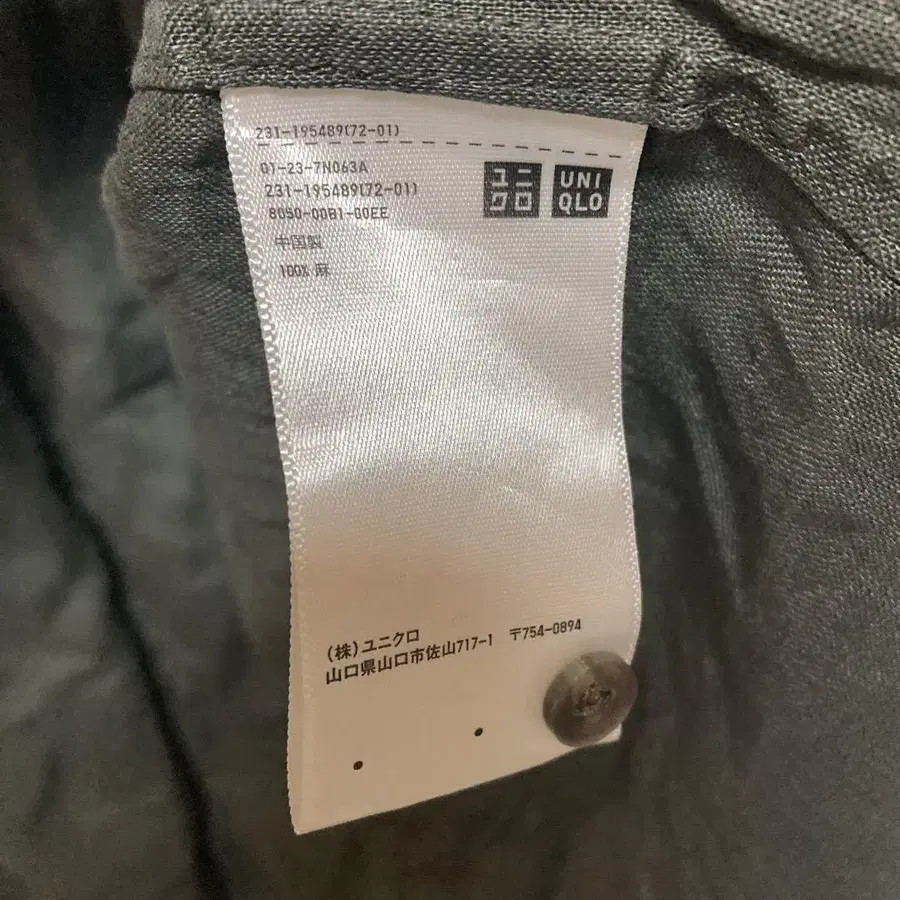 231-195489(72-01)
01-23-7N063A
231-195489(72-01)
8050-00B1-00EE
中国製
100% 麻
ユニ
クロ
UNI
QLO
(株)ユニクロ
山口県山口市佐山717-1 〒754-0894